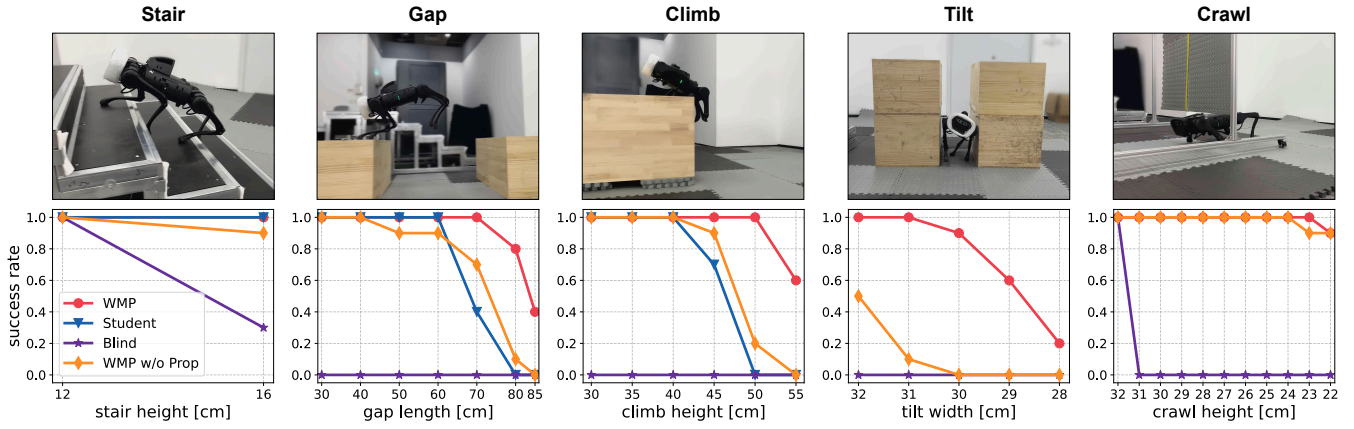 Stair Gap Climb Tilt Crawl
success rate
1.0 0.8 0.6 0.4 0.2 0.0
WMP
Student
Blind
WMP w/o Prop
12 16
stair height [cm]
30 40 50 60 70 80 85
gap length [cm]
30 35 40 45 50 55
climb height [cm]
32 31 30 29 28
tilt width [cm]
32 31 30 29 28 27 26 25 24 23 22
crawl height [cm]